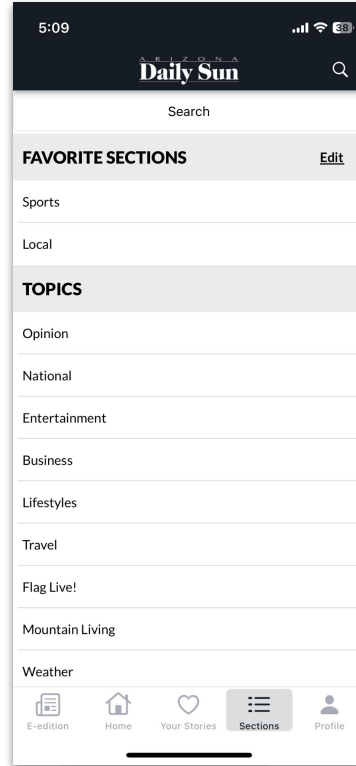 5:09
38
ARIZONA
Daily Sun
Search
FAVORITE SECTIONS Edit
Sports
Local
TOPICS
Opinion
National
Entertainment
Business
Lifestyles
Travel
Flag Live!
Mountain Living
Weather
E-edition Home Your Stories Sections Profile